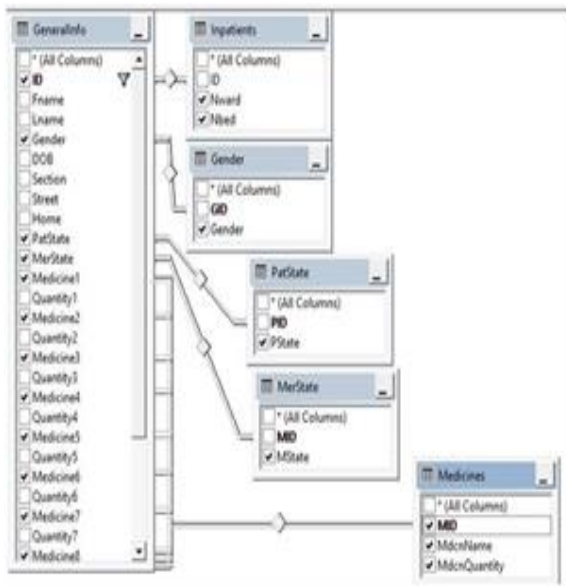 GeneralInfo
* (All Columns)
ID
Fname
Lname
Gender
DOB
Section
Street
Home
PatState
MerState
Medicine1
Quantity1
Medicine2
Quantity2
Medicine3
Quantity3
Medicine4
Quantity4
Medicine5
Quantity5
Medicine6
Quantity6
Medicine7
Quantity7
Medicine8
Inpatients
* (All Columns)
ID
Nward
Nbed
Gender
* (All Columns)
GID
Gender
PatState
* (All Columns)
PID
PState
MerState
* (All Columns)
MID
MState
Medicines
* (All Columns)
MID
MdcnName
MdcnQuantity